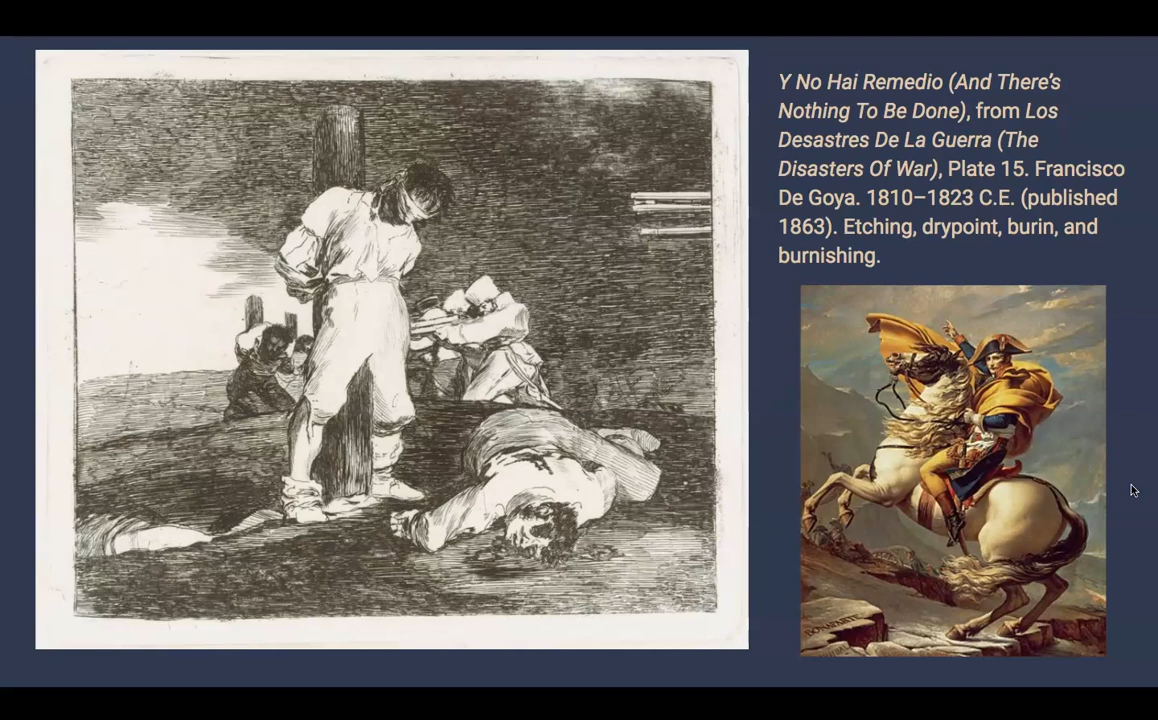 Y No Hai Remedio (And There's
Nothing To Be Done), from Los
Desastres De La Guerra (The
Disasters Of War), Plate 15. Francisco
De Goya. 1810–1823 C.E. (published
1863). Etching, drypoint, burin, and
burnishing.
BONAPARTE